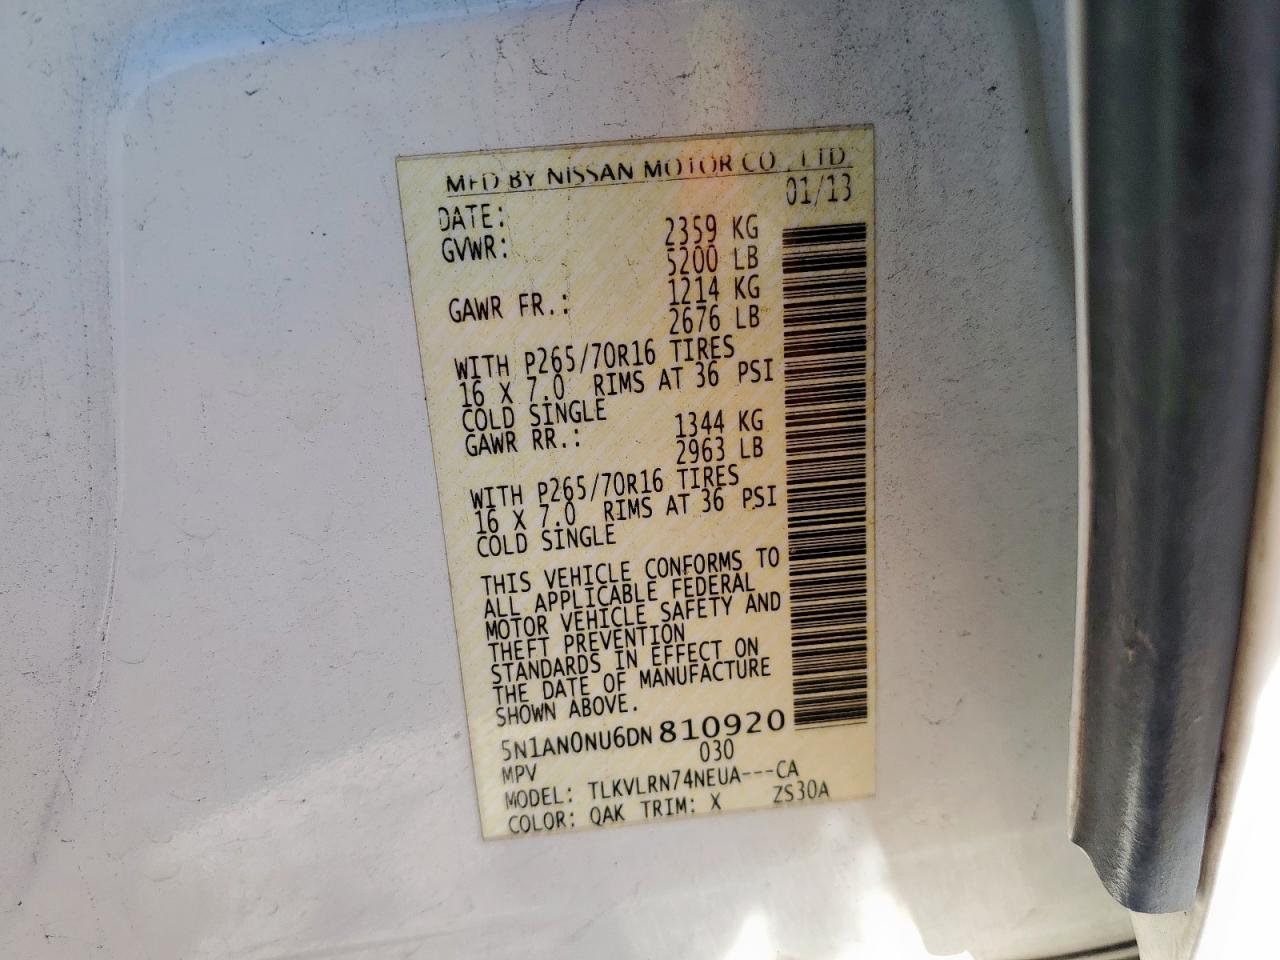 MFD BY NISSAN MOTOR CO., LTD.
DATE: 01/13
GVWR: 2359 KG
5200 LB
GAWR FR.: 1214 KG
2676 LB
WITH P265/70R16 TIRES
16 X 7.0 RIMS AT 36 PSI
COLD SINGLE
GAWR RR.: 1344 KG
2963 LB
WITH P265/70R16 TIRES
16 X 7.0 RIMS AT 36 PSI
COLD SINGLE
THIS VEHICLE CONFORMS TO
ALL APPLICABLE FEDERAL
MOTOR VEHICLE SAFETY AND
THEFT PREVENTION
STANDARDS IN EFFECT ON
THE DATE OF MANUFACTURE
SHOWN ABOVE.
5N1AN0NU6DN810920
MPV 030
MODEL: TLKVLRN74NEUA---CA
COLOR: QAK TRIM: X ZS30A